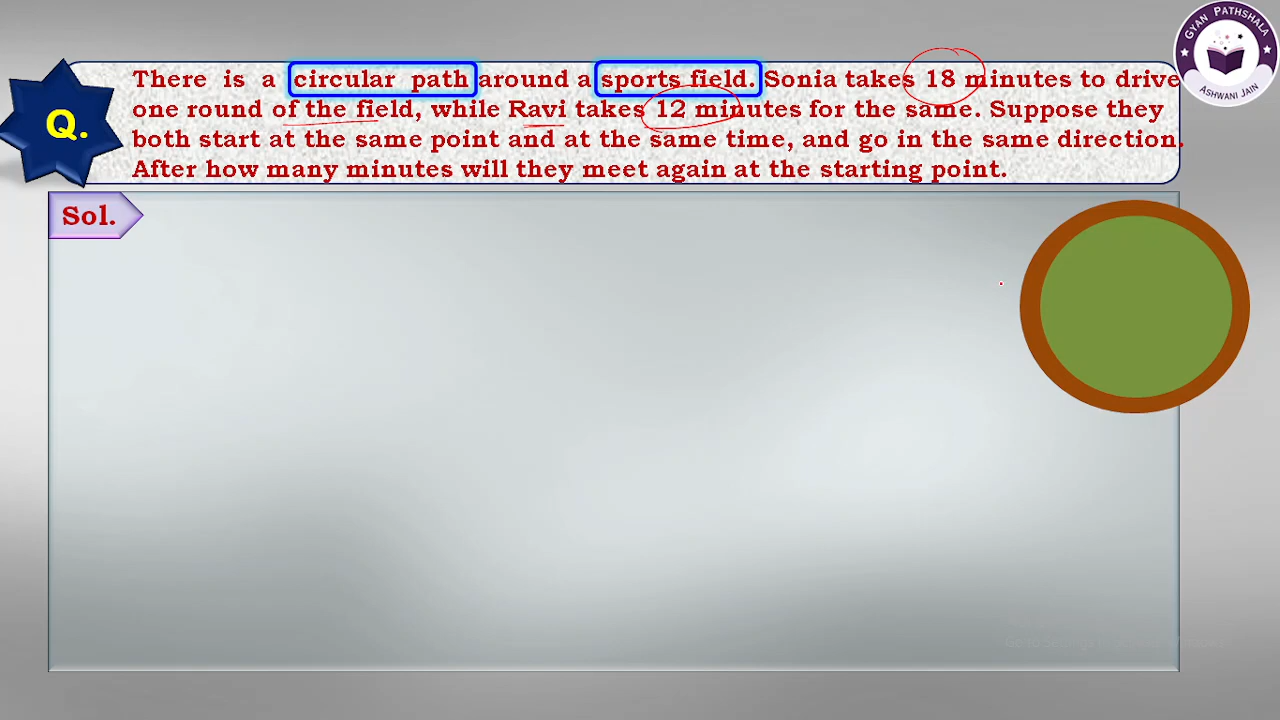 GYAN PATHSHALA
ASHWANI JAIN
Q.
There is a circular path around a sports field. Sonia takes 18 minutes to drive
one round of the field, while Ravi takes 12 minutes for the same. Suppose they
both start at the same point and at the same time, and go in the same direction.
After how many minutes will they meet again at the starting point.
Sol.